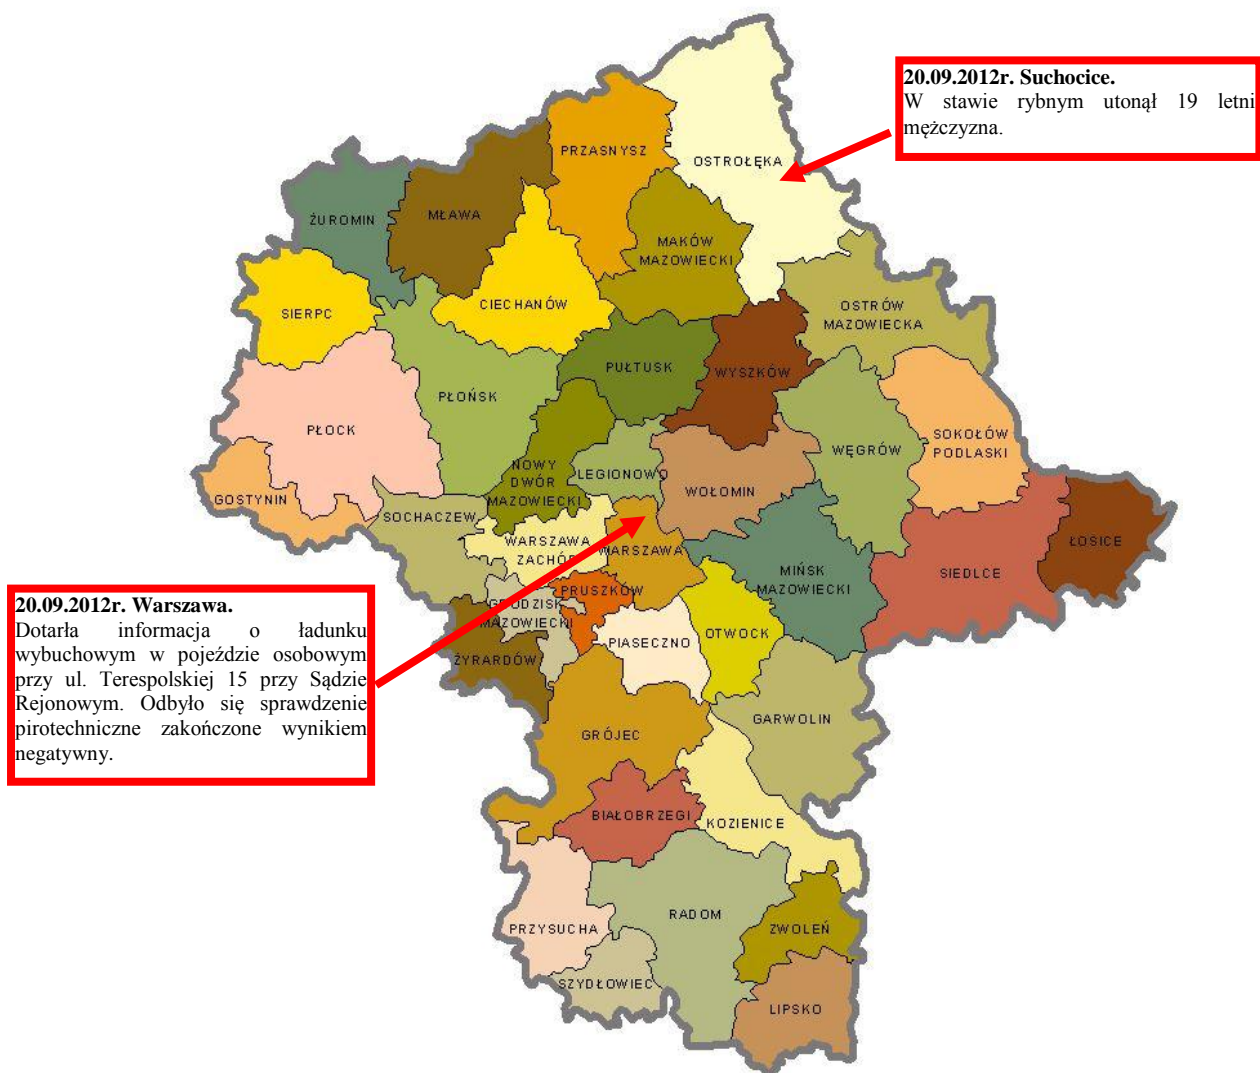 20.09.2012r. Suchocice.
W stawie rybnym utonął 19 letni
mężczyzna.
PRZASNYSZ
OSTROŁĘKA
ŻUROMIN
MŁAWA
MAKÓW
MAZOWIECKI
CIECHANÓW
SIERPC
OSTRÓW
MAZOWIECKA
PUŁTUSK
WYSZKÓW
PŁOŃSK
PŁOCK
WĘGRÓW
SOKOŁÓW
PODLASKI
NOWY
DWÓR
MAZOWIECKI
LEGIONOWO
WOŁOMIN
GOSTYNIN
SOCHACZEW
WARSZAWA
ZACHÓD
WARSZAWA
MIŃSK
MAZOWIECKI
SIEDLCE
ŁOSICE
PRUSZKÓW
GRODZISK
MAZOWIECKI
PIASECZNO
OTWOCK
ŻYRARDÓW
20.09.2012r. Warszawa.
Dotarła informacja o ładunku
wybuchowym w pojeździe osobowym
przy ul. Terespolskiej 15 przy Sądzie
Rejonowym. Odbyło się sprawdzenie
pirotechniczne zakończone wynikiem
negatywny.
GARWOLIN
GRÓJEC
BIAŁOBRZEGI
KOZIENICE
RADOM
PRZYSUCHA
ZWOLEŃ
SZYDŁOWIEC
LIPSKO